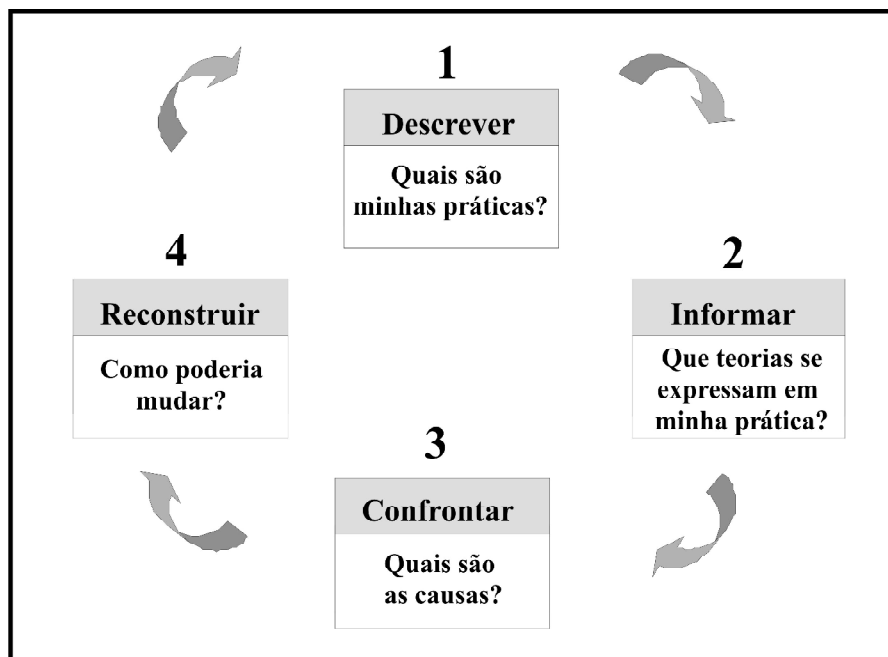 1
Descrever
Quais são
minhas práticas?
2
Informar
Que teorias se
expressam em
minha prática?
3
Confrontar
Quais são
as causas?
4
Reconstruir
Como poderia
mudar?